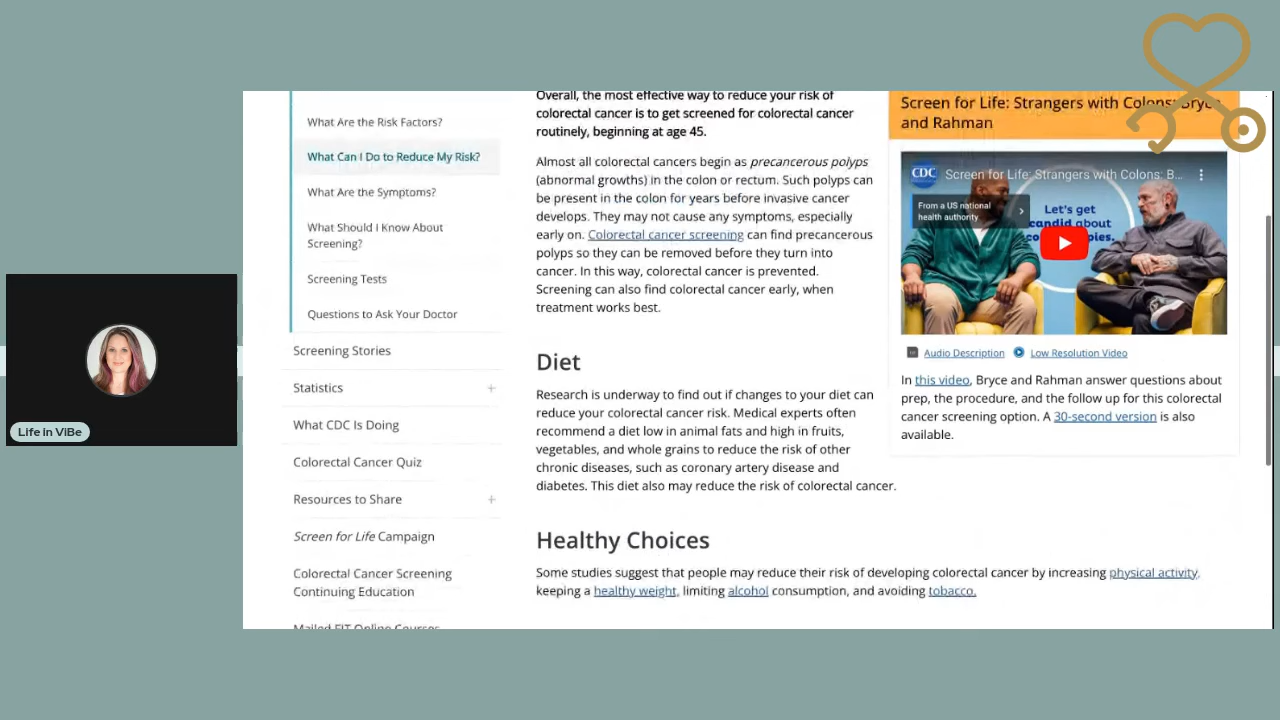 Life in ViBe
What Are the Risk Factors?
What Can I Do to Reduce My Risk?
What Are the Symptoms?
What Should I Know About
Screening?
Screening Tests
Questions to Ask Your Doctor
Screening Stories
Statistics +
What CDC Is Doing
Colorectal Cancer Quiz
Resources to Share +
Screen for Life Campaign
Colorectal Cancer Screening
Continuing Education
Mailed FIT Online Courses
Overall, the most effective way to reduce your risk of
colorectal cancer is to get screened for colorectal cancer
routinely, beginning at age 45.
Almost all colorectal cancers begin as precancerous polyps
(abnormal growths) in the colon or rectum. Such polyps can
be present in the colon for years before invasive cancer
develops. They may not cause any symptoms, especially
early on. Colorectal cancer screening can find precancerous
polyps so they can be removed before they turn into
cancer. In this way, colorectal cancer is prevented.
Screening can also find colorectal cancer early, when
treatment works best.
Diet
Research is underway to find out if changes to your diet can
reduce your colorectal cancer risk. Medical experts often
recommend a diet low in animal fats and high in fruits,
vegetables, and whole grains to reduce the risk of other
chronic diseases, such as coronary artery disease and
diabetes. This diet also may reduce the risk of colorectal cancer.
Healthy Choices
Some studies suggest that people may reduce their risk of developing colorectal cancer by increasing physical activity,
keeping a healthy weight, limiting alcohol consumption, and avoiding tobacco.
Screen for Life: Strangers with Colons: Bryce
and Rahman
CDC Screen for Life: Strangers with Colons: B...
From a US national
health authority
Let's get
candid about
Audio Description Low Resolution Video
In this video, Bryce and Rahman answer questions about
prep, the procedure, and the follow up for this colorectal
cancer screening option. A 30-second version is also
available.